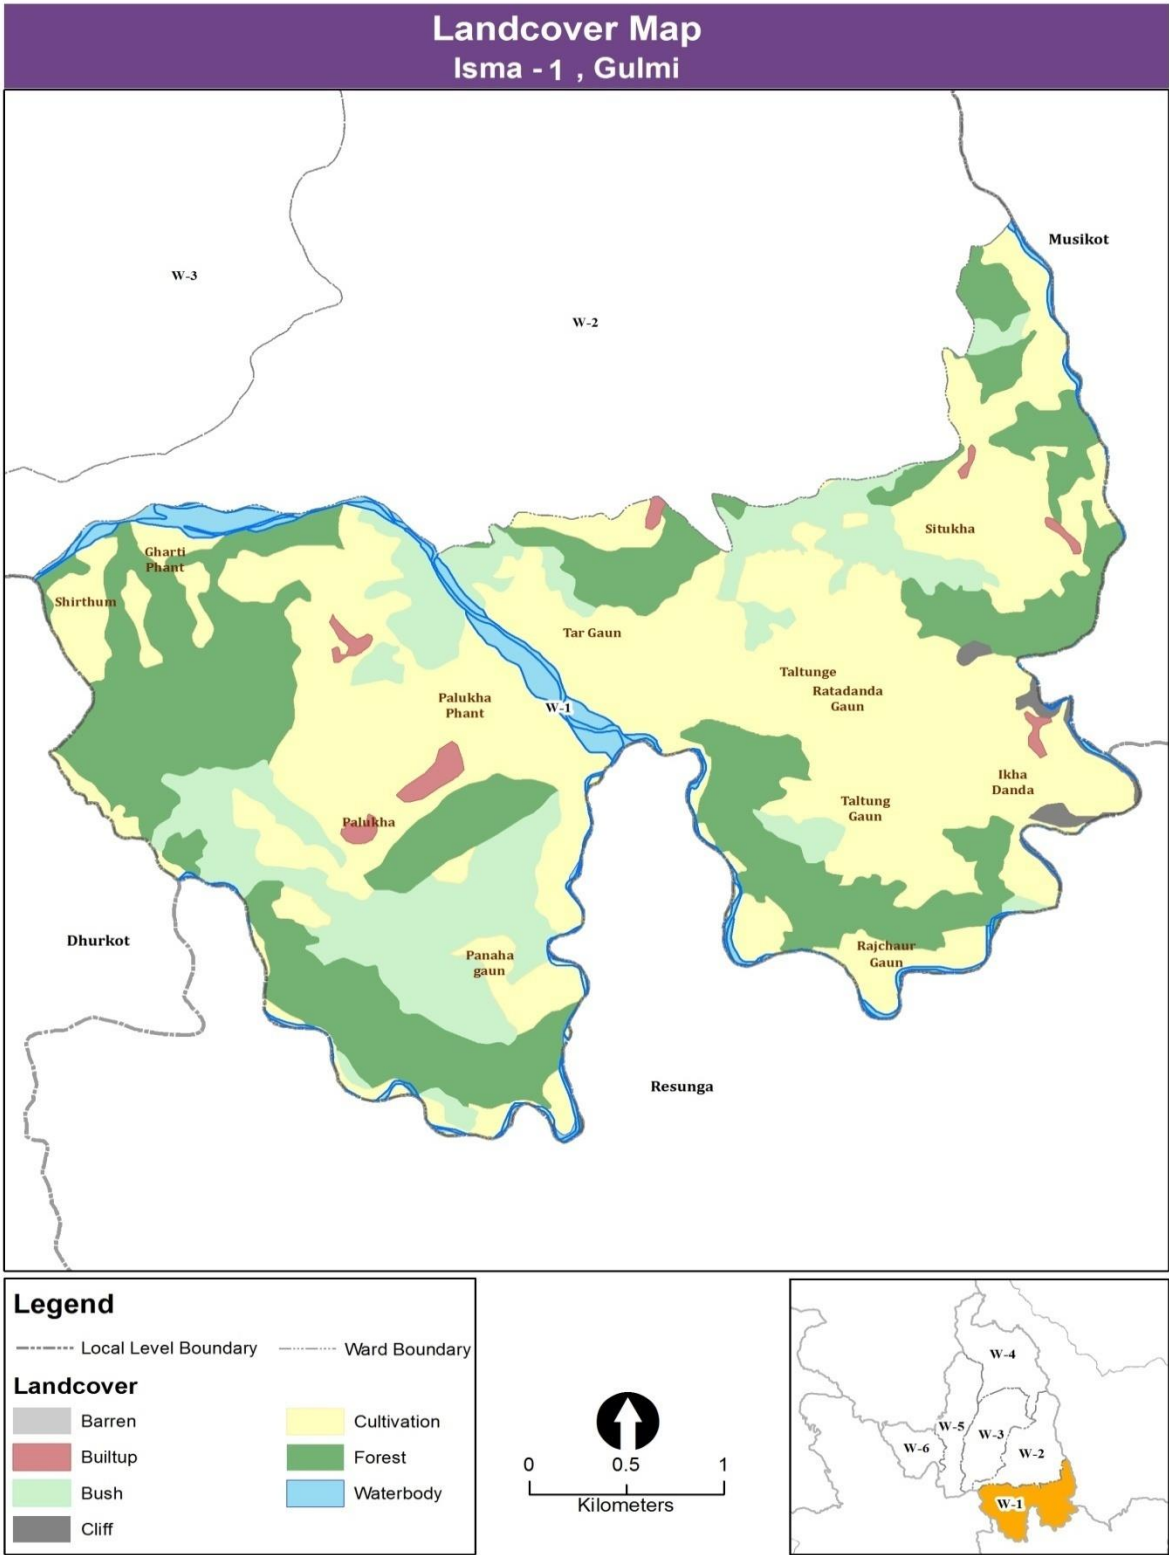 Landcover Map
Isma - 1 , Gulmi
Musikot
W-3
W-2
Situkha
Gharti
Phant
Shirthum
Tar Gaun
Taltunge
Ratadanda
Gaun
Palukha
Phant
W-1
Ikha
Danda
Taltung
Gaun
Palukha
Dhurkot
Panaha
gaun
Rajchaur
Gaun
Resunga
Legend
Local Level Boundary
Ward Boundary
Landcover
Barren
Builtup
Bush
Cliff
Cultivation
Forest
Waterbody
0 0.5 1
Kilometers
W-4
W-5
W-3
W-6
W-2
W-1